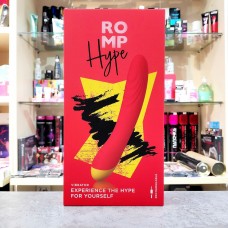 RO
MP
Hype
VIBRATOR
EXPERIENCE THE HYPE
FOR YOURSELF